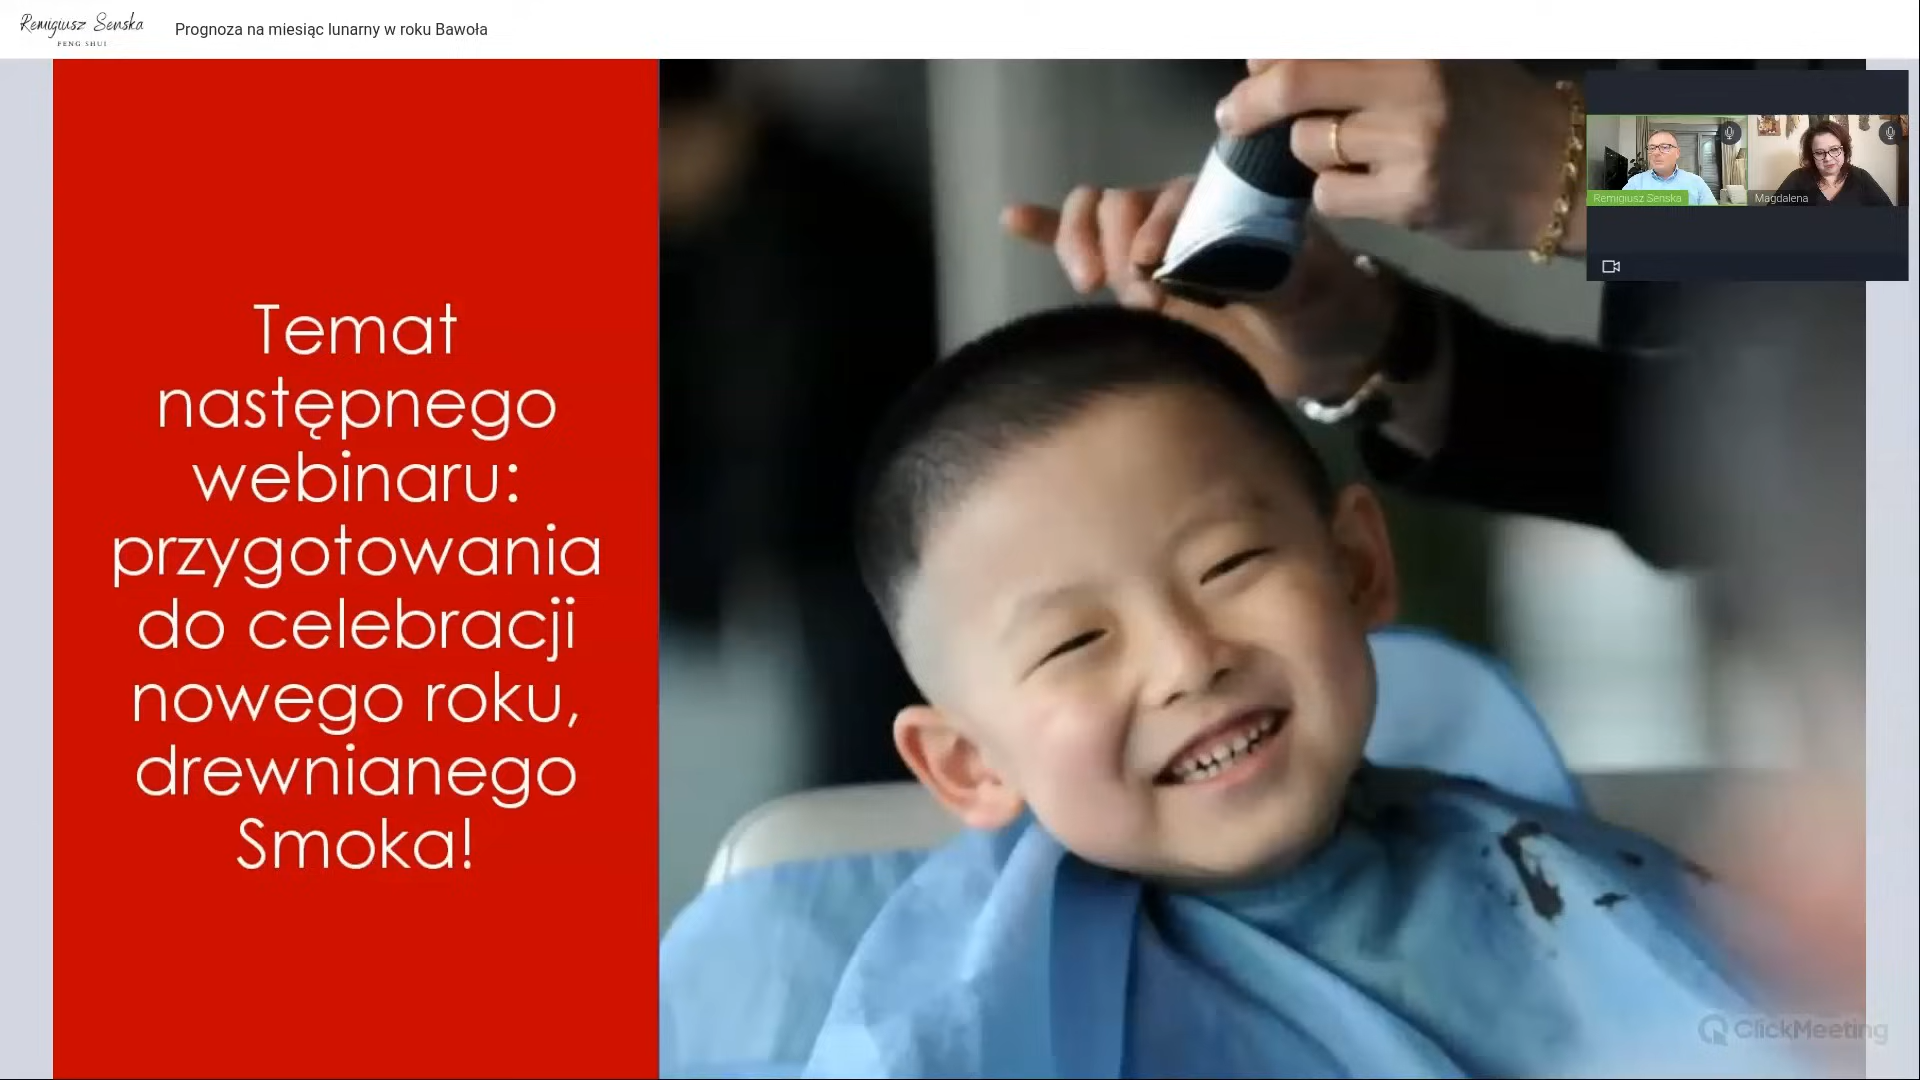 Remigiusz Senska
FENG SHUI
Prognoza na miesiąc lunarny w roku Bawoła
Temat
następnego
webinaru:
przygotowania
do celebracji
nowego roku,
drewnianego
Smoka!
Remigiusz Senska
Magdalena
ClickMeeting